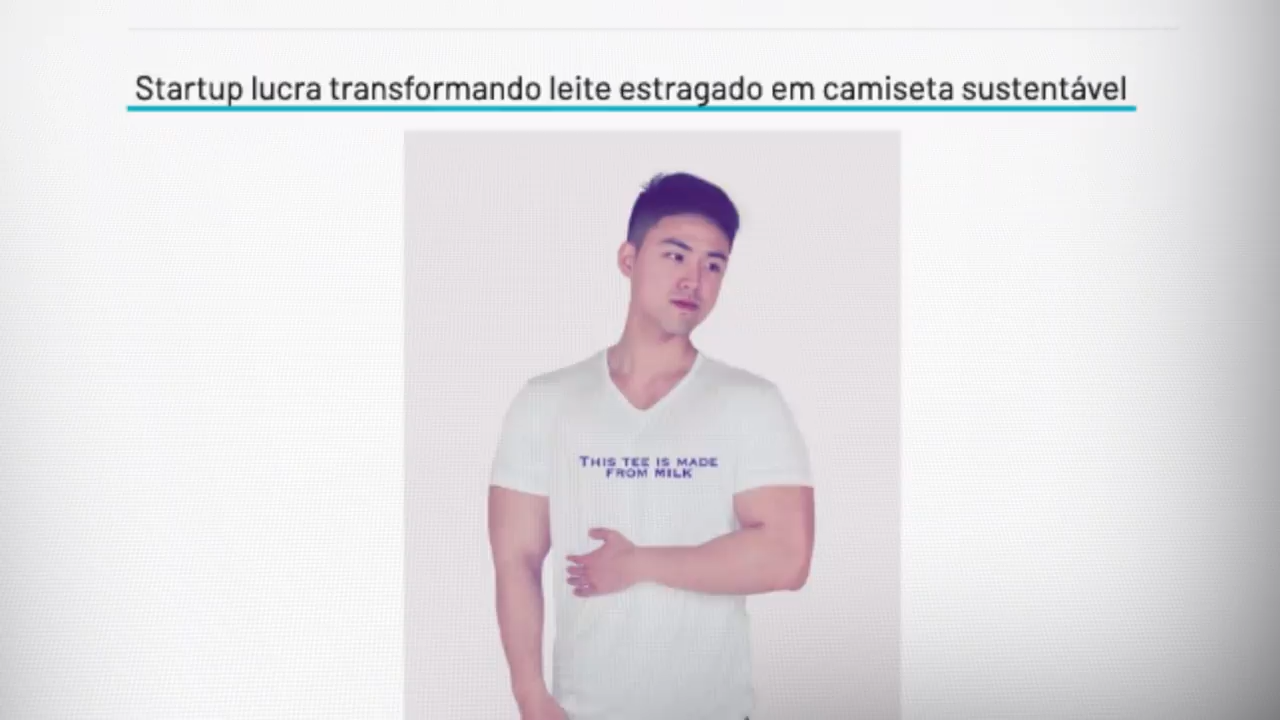 Startup lucra transformando leite estragado em camiseta sustentável
THIS TEE IS MADE
FROM MILK